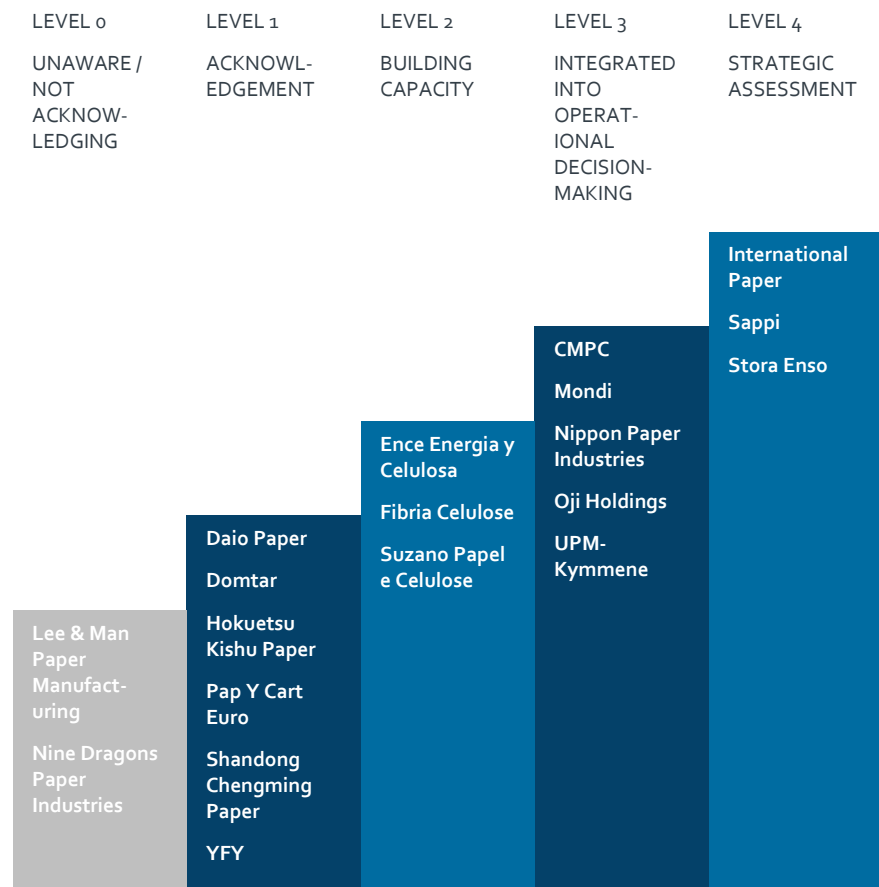 LEVEL 0
UNAWARE /
NOT
ACKNOW-
LEDGING
LEVEL 1
ACKNOWL-
EDGEMENT
LEVEL 2
BUILDING
CAPACITY
LEVEL 3
INTEGRATED
INTO
OPERAT-
IONAL
DECISION-
MAKING
LEVEL 4
STRATEGIC
ASSESSMENT
Lee & Man
Paper
Manufact-
uring
Nine Dragons
Paper
Industries
Daio Paper
Domtar
Hokuetsu
Kishu Paper
Pap Y Cart
Euro
Shandong
Chengming
Paper
YFY
Ence Energia y
Celulosa
Fibria Celulose
Suzano Papel
e Celulose
CMPC
Mondi
Nippon Paper
Industries
Oji Holdings
UPM-
Kymmene
International
Paper
Sappi
Stora Enso